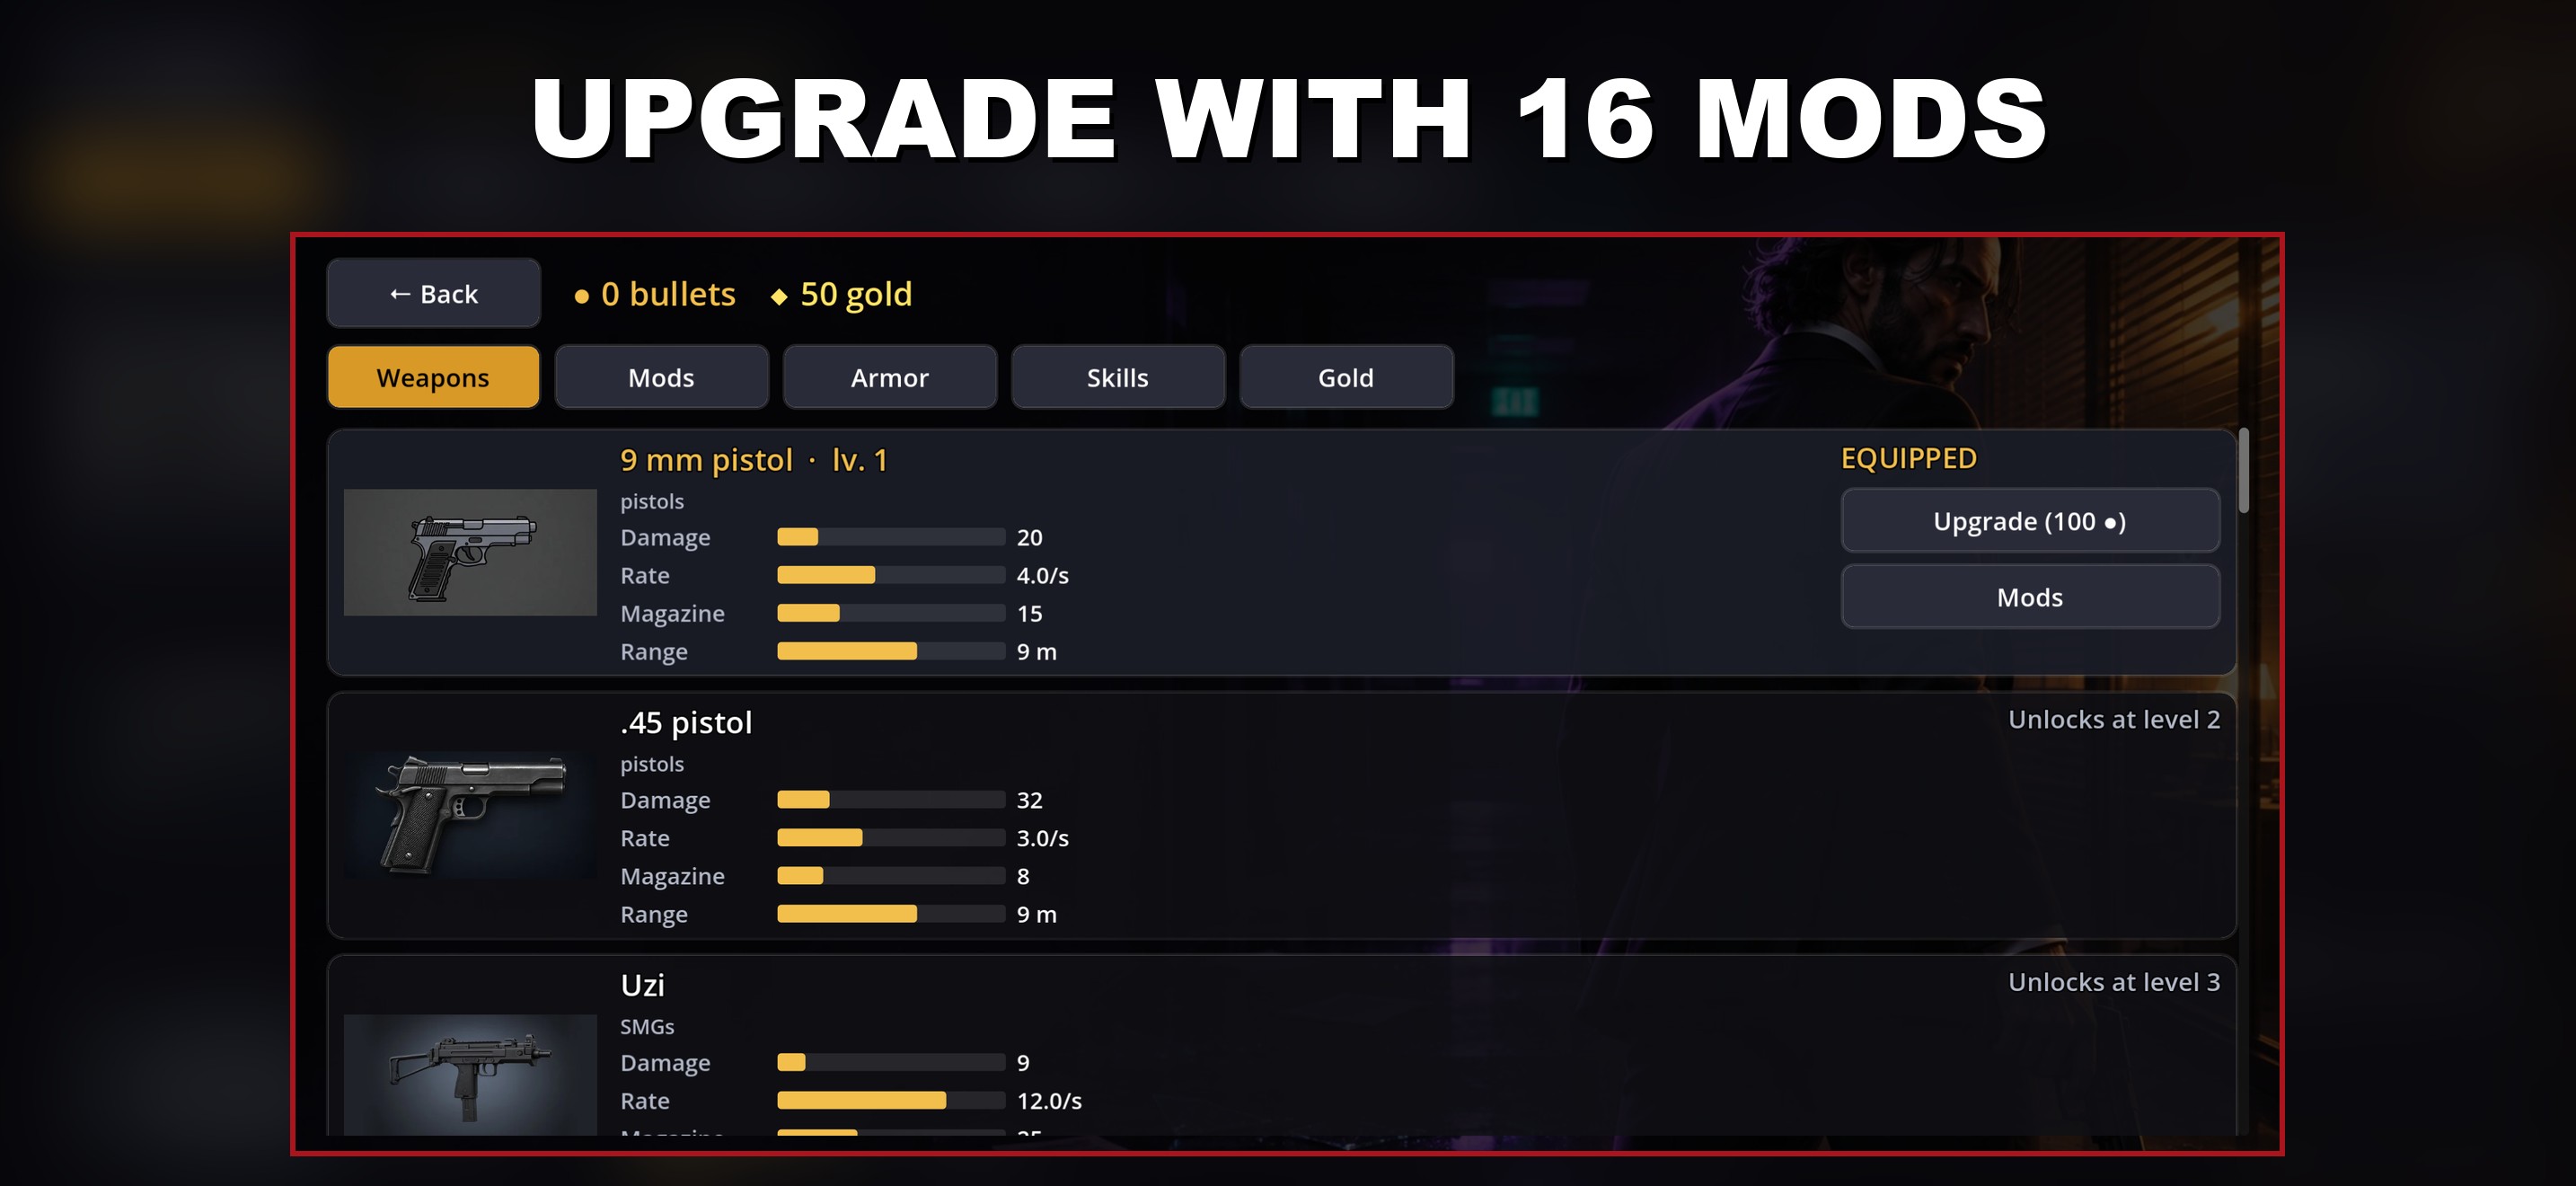 UPGRADE WITH 16 MODS
← Back ● 0 bullets ◆ 50 gold
Weapons Mods Armor Skills Gold
9 mm pistol · lv. 1
EQUIPPED
pistols
Upgrade (100 ●)
Damage 20
Rate 4.0/s
Mods
Magazine 15
Range 9 m
.45 pistol
Unlocks at level 2
pistols
Damage 32
Rate 3.0/s
Magazine 8
Range 9 m
Uzi
Unlocks at level 3
SMGs
Damage 9
Rate 12.0/s